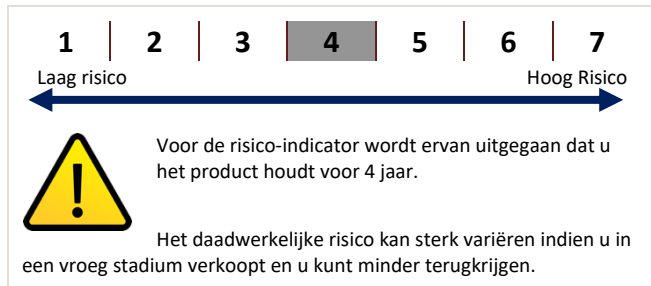 1 2 3 4 5 6 7
Laag risico Hoog Risico
Voor de risico-indicator wordt ervan uitgegaan dat u
het product houdt voor 4 jaar.
Het daadwerkelijke risico kan sterk variëren indien u in
een vroeg stadium verkoopt en u kunt minder terugkrijgen.